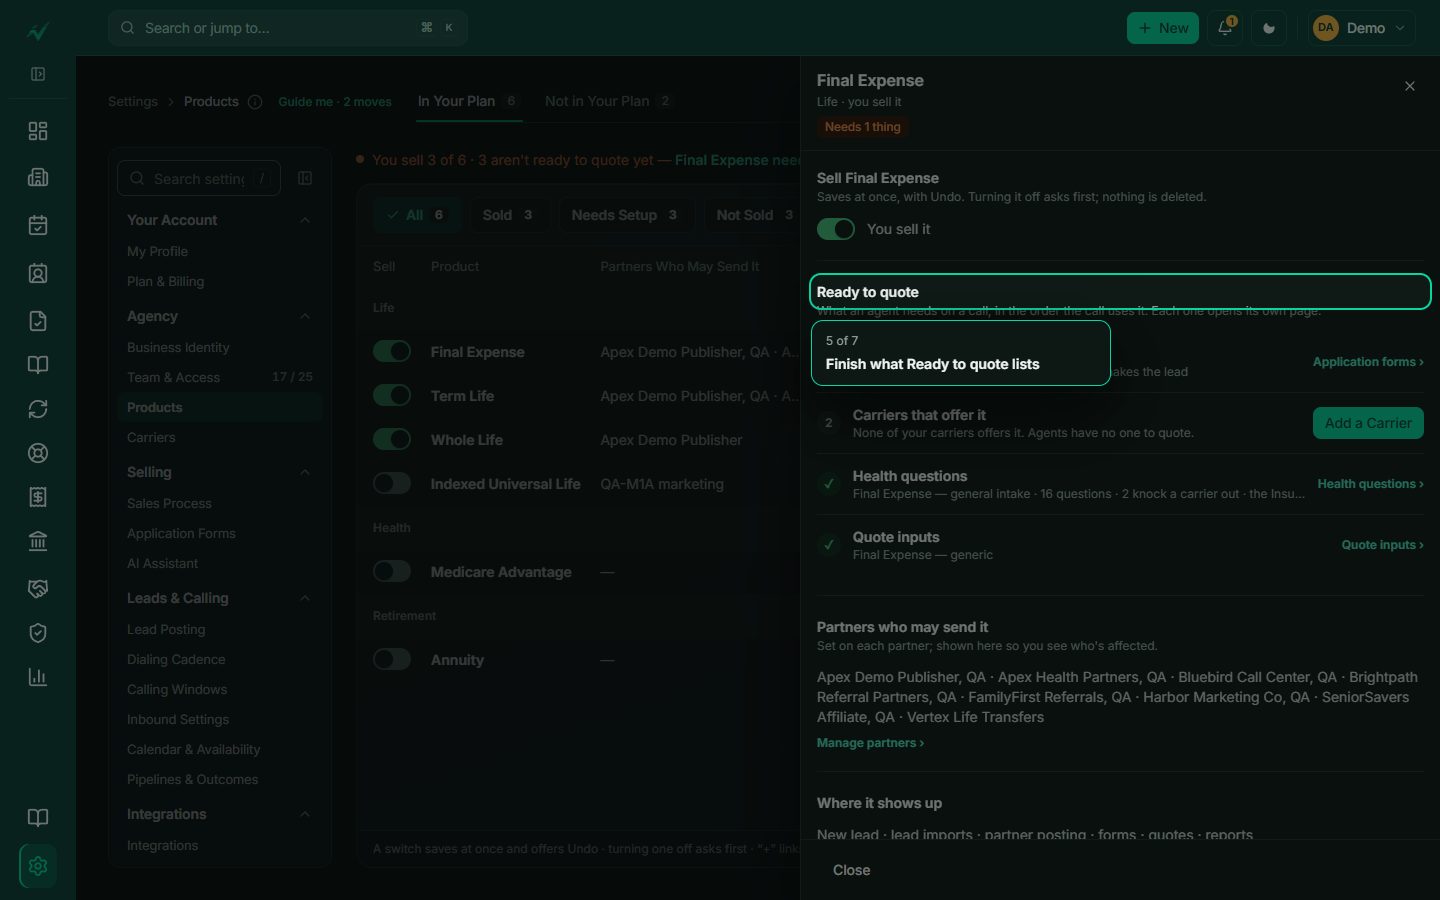 Search or jump to...
⌘ K
New
1
DA
Demo
Settings
Products
Guide me · 2 moves
In Your Plan 6
Not in Your Plan 2
Search settin
/
Your Account
My Profile
Plan & Billing
Agency
Business Identity
Team & Access 17 / 25
Products
Carriers
Selling
Sales Process
Application Forms
AI Assistant
Leads & Calling
Lead Posting
Dialing Cadence
Calling Windows
Inbound Settings
Calendar & Availability
Pipelines & Outcomes
Integrations
Integrations
You sell 3 of 6 · 3 aren't ready to quote yet — Final Expense nee
All 6
Sold 3
Needs Setup 3
Not Sold 3
Sell Product Partners Who May Send It
Life
Final Expense Apex Demo Publisher, QA · A...
Term Life Apex Demo Publisher, QA · A...
Whole Life Apex Demo Publisher
Indexed Universal Life QA-M1A marketing
Health
Medicare Advantage —
Retirement
Annuity —
A switch saves at once and offers Undo · turning one off asks first · "+" link
Final Expense
Life · you sell it
Needs 1 thing
Sell Final Expense
Saves at once, with Undo. Turning it off asks first; nothing is deleted.
You sell it
Ready to quote
What an agent needs on a call, in the order the call uses it. Each one opens its own page.
5 of 7
Finish what Ready to quote lists
akes the lead
Application forms ›
2
Carriers that offer it
None of your carriers offers it. Agents have no one to quote.
Add a Carrier
Health questions
Final Expense — general intake · 16 questions · 2 knock a carrier out · the Insu...
Health questions ›
Quote inputs
Final Expense — generic
Quote inputs ›
Partners who may send it
Set on each partner; shown here so you see who's affected.
Apex Demo Publisher, QA · Apex Health Partners, QA · Bluebird Call Center, QA · Brightpath
Referral Partners, QA · FamilyFirst Referrals, QA · Harbor Marketing Co, QA · SeniorSavers
Affiliate, QA · Vertex Life Transfers
Manage partners ›
Where it shows up
New lead · lead imports · partner posting · forms · quotes · reports
Close